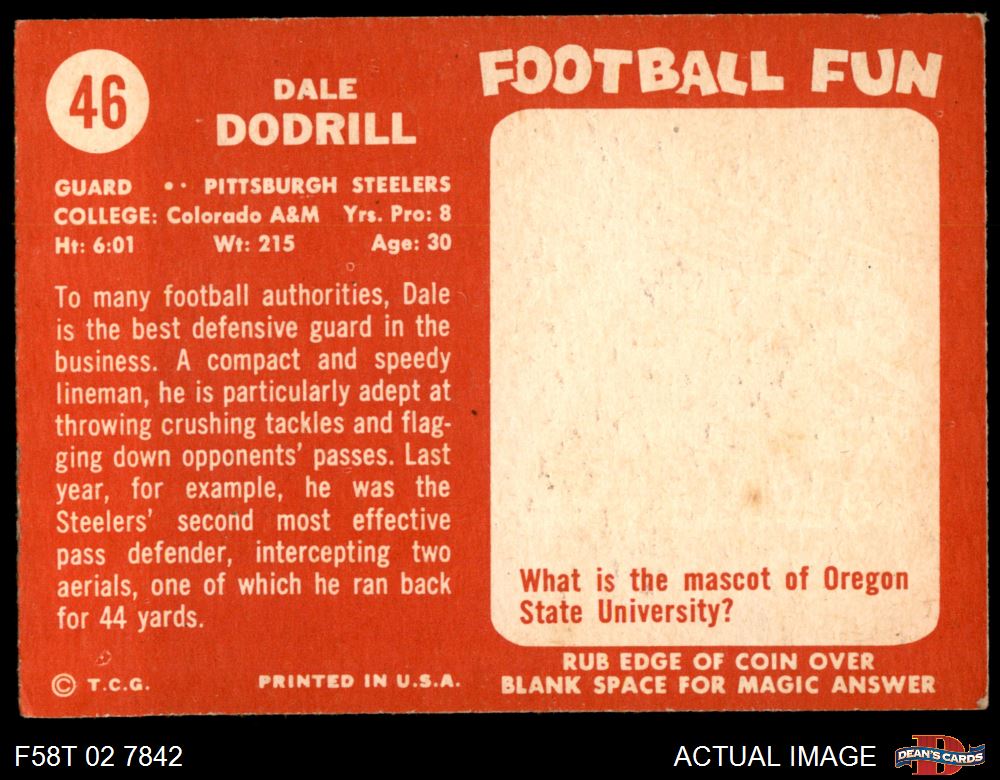 46
DALE
DODRILL
GUARD •• PITTSBURGH STEELERS
COLLEGE: Colorado A&M Yrs. Pro: 8
Ht: 6:01 Wt: 215 Age: 30
To many football authorities, Dale
is the best defensive guard in the
business. A compact and speedy
lineman, he is particularly adept at
throwing crushing tackles and flag-
ging down opponents' passes. Last
year, for example, he was the
Steelers' second most effective
pass defender, intercepting two
aerials, one of which he ran back
for 44 yards.
© T.C.G. PRINTED IN U.S.A.
FOOTBALL FUN
What is the mascot of Oregon
State University?
RUB EDGE OF COIN OVER
BLANK SPACE FOR MAGIC ANSWER
F58T 02 7842
ACTUAL IMAGE
DEAN'S CARDS